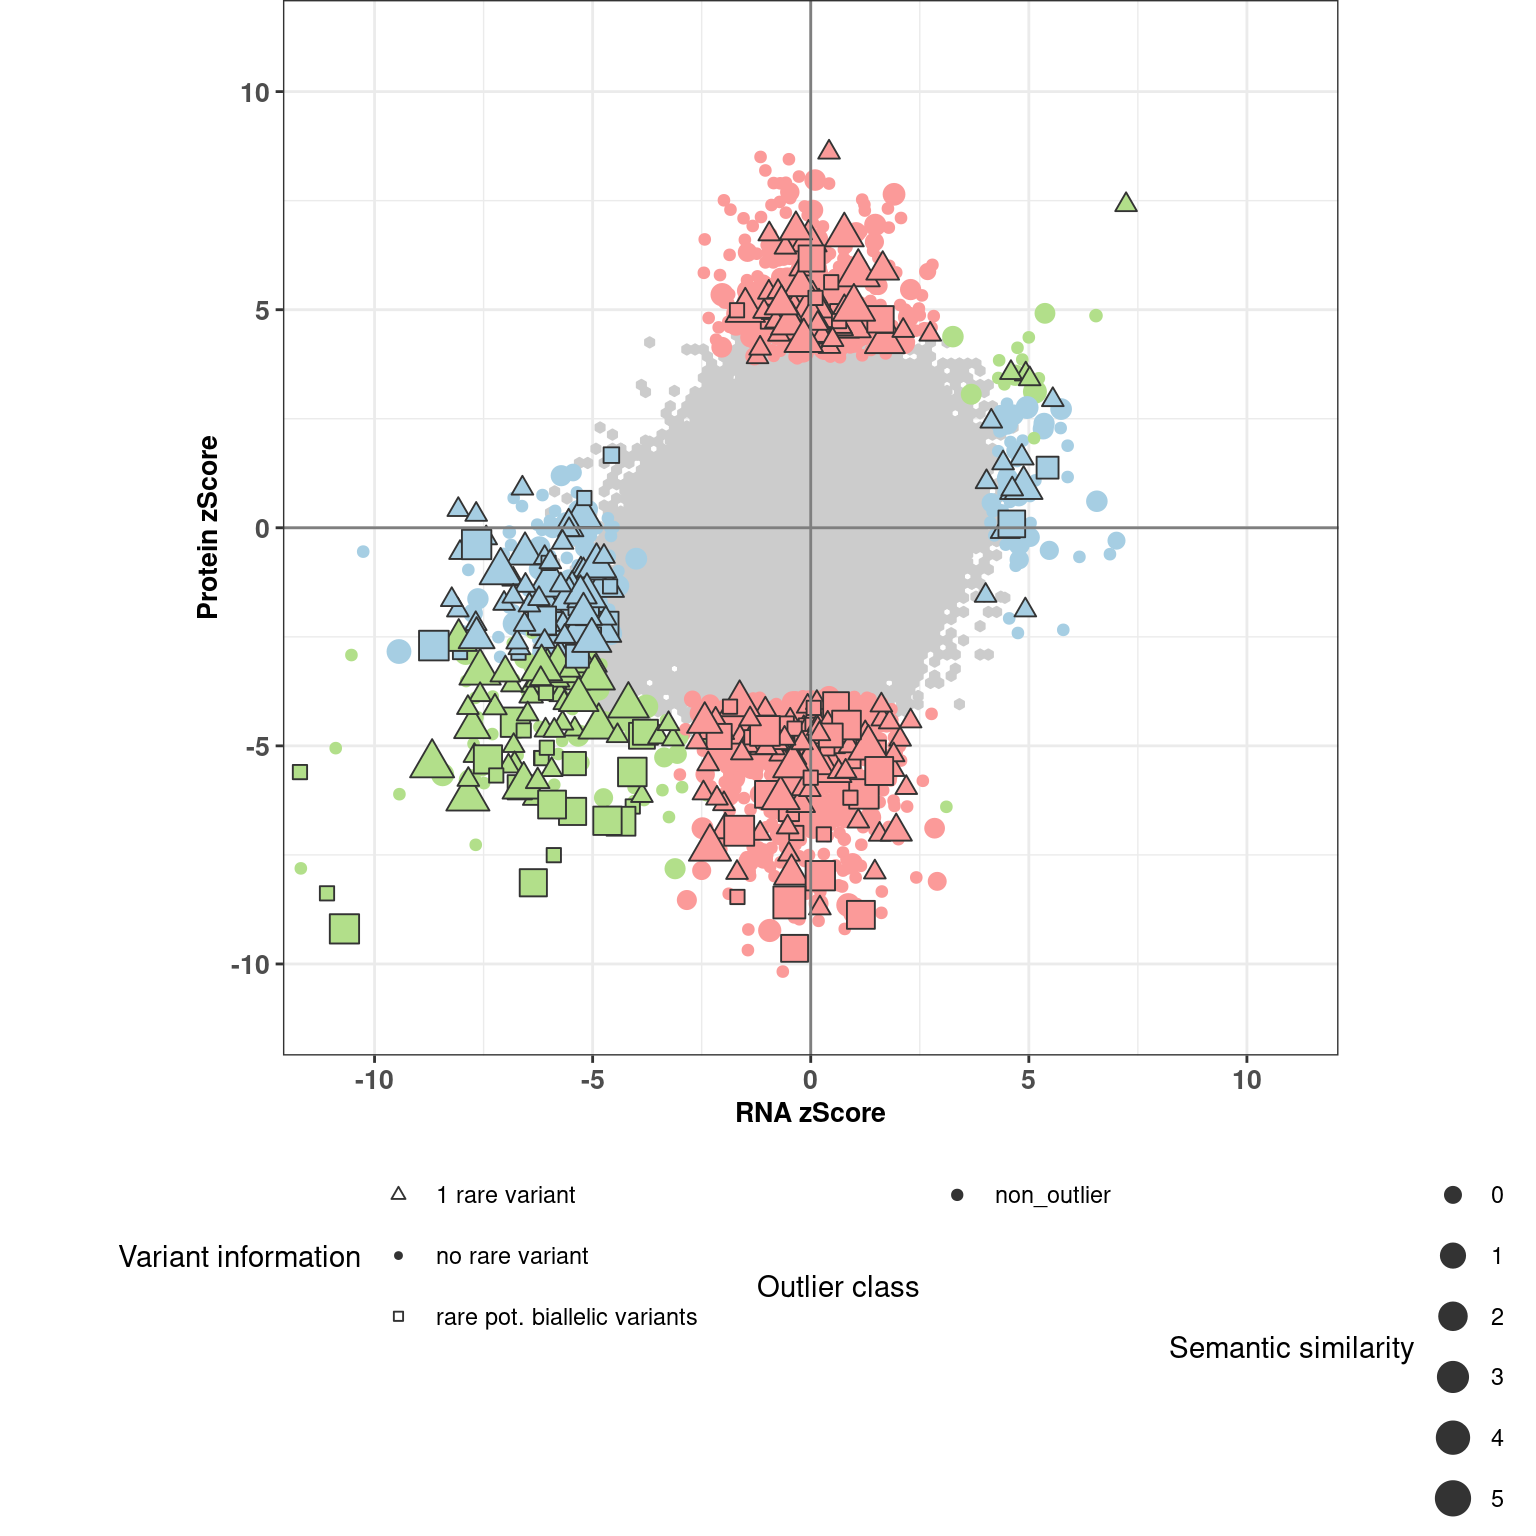 10
5
0
-5
-10
Protein zScore
-10
-5
0
5
10
RNA zScore
Variant information
1 rare variant
no rare variant
rare pot. biallelic variants
Outlier class
non_outlier
Semantic similarity
0
1
2
3
4
5